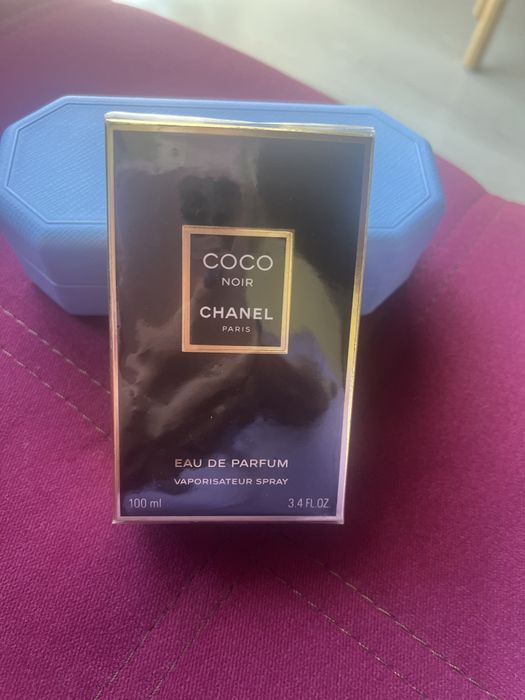 COCO
NOIR
CHANEL
PARIS
EAU DE PARFUM
VAPORISATEUR SPRAY
100 ml 3.4 FL.OZ.